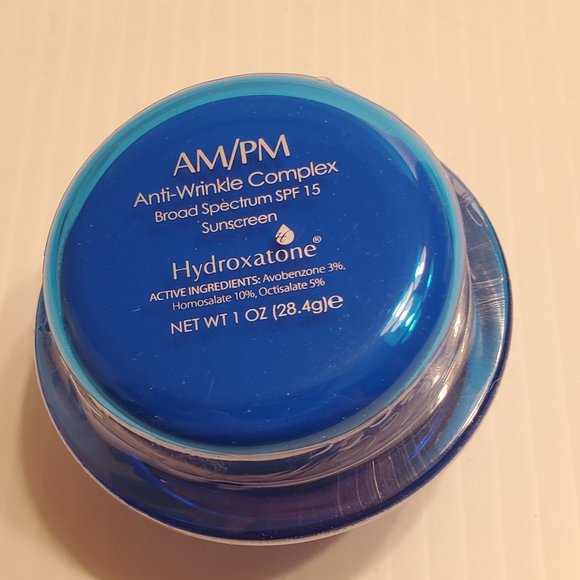 AM/PM
Anti-Wrinkle Complex
Broad Spectrum SPF 15
Sunscreen
Hydroxatone®
ACTIVE INGREDIENTS: Avobenzone 3%,
Homosalate 10%, Octisalate 5%
NET WT 1 OZ (28.4g)℮